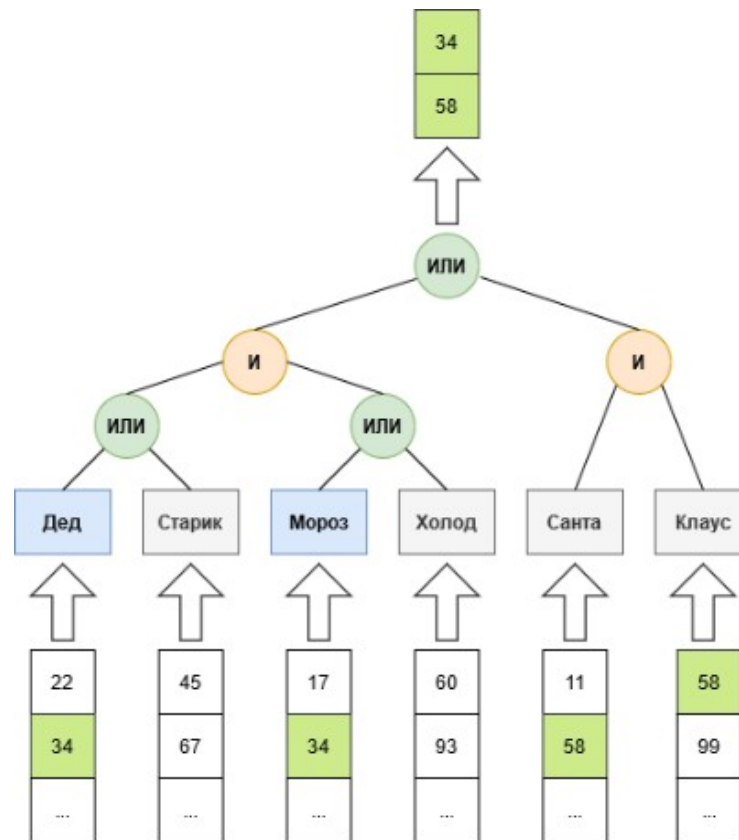 34
58
ИЛИ
И
И
ИЛИ
ИЛИ
Дед
Старик
Мороз
Холод
Санта
Клаус
22
45
17
60
11
58
34
67
34
93
58
99
...
...
...
...
...
...